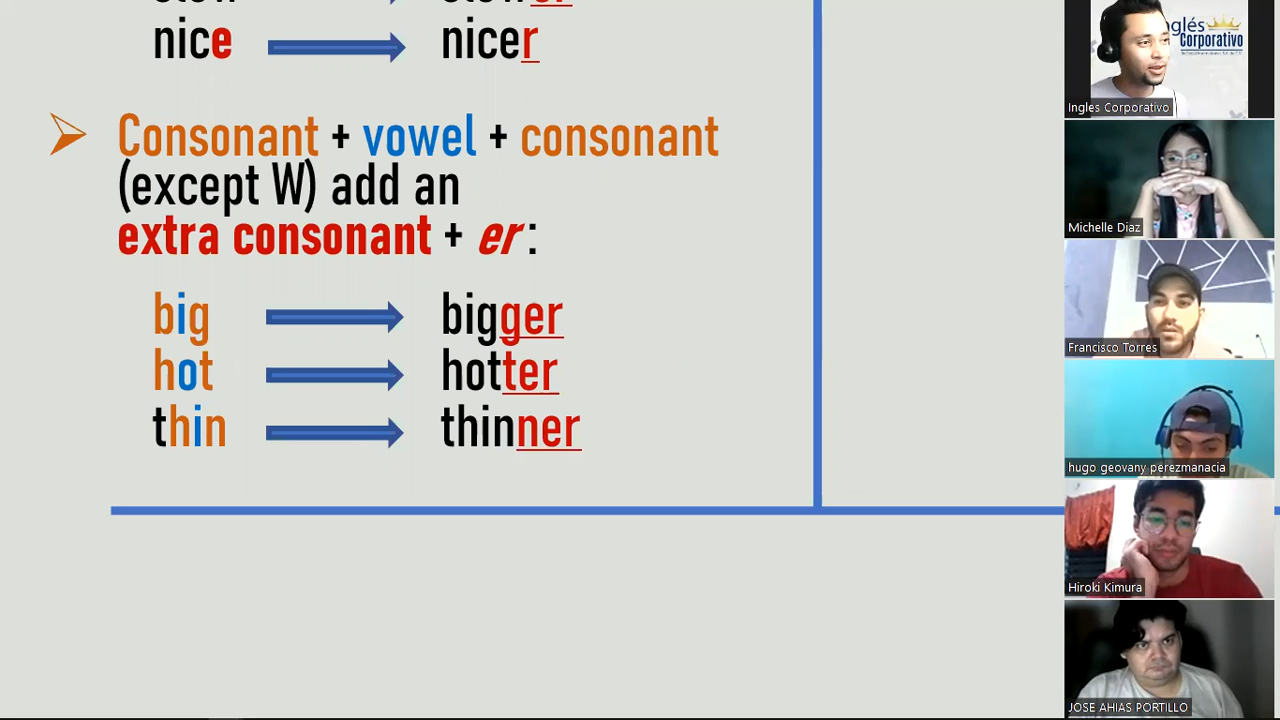 nice nicer
Consonant + vowel + consonant
(except W) add an
extra consonant + er :
big bigger
hot hotter
thin thinner
Inglés
Corporativo
Ingles Corporativo
Michelle Diaz
Francisco Torres
hugo geovany perezmanacia
Hiroki Kimura
JOSE AHIAS PORTILLO